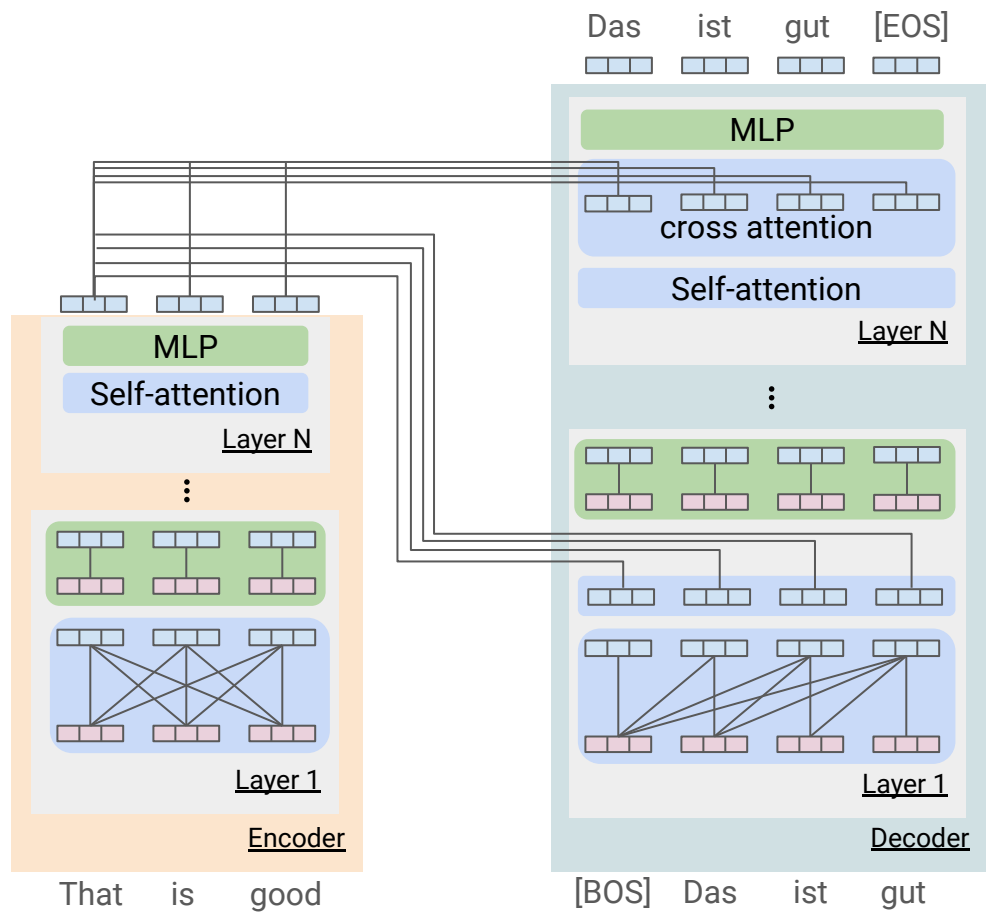 Das ist gut [EOS]
MLP
cross attention
Self-attention
Layer N
MLP
Self-attention
Layer N
Layer 1
Encoder
Layer 1
Decoder
That is good
[BOS] Das ist gut